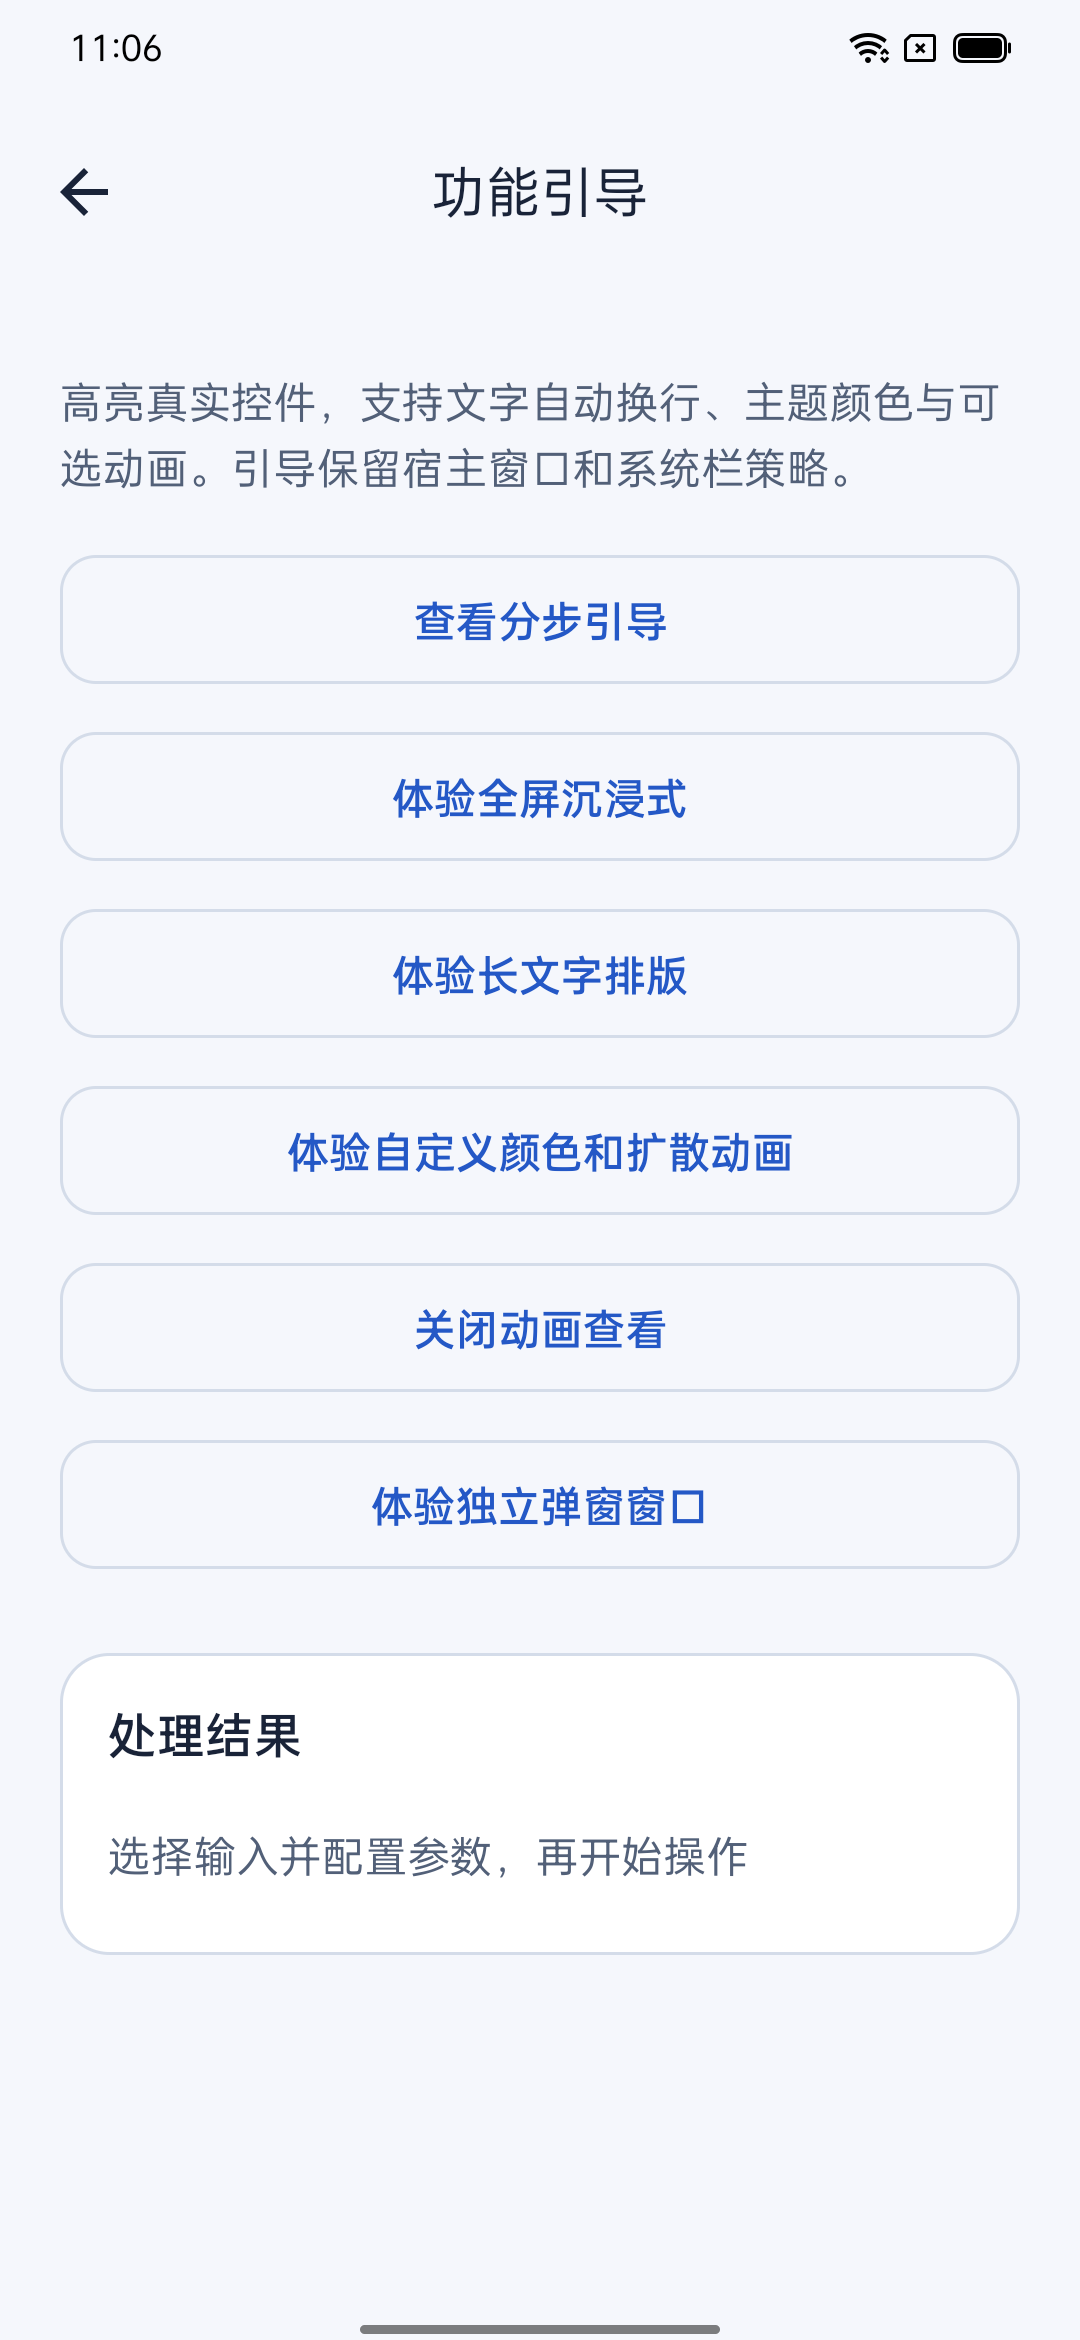 11:06
功能引导
高亮真实控件，支持文字自动换行、主题颜色与可
选动画。引导保留宿主窗口和系统栏策略。
查看分步引导
体验全屏沉浸式
体验长文字排版
体验自定义颜色和扩散动画
关闭动画查看
体验独立弹窗窗口
处理结果
选择输入并配置参数，再开始操作